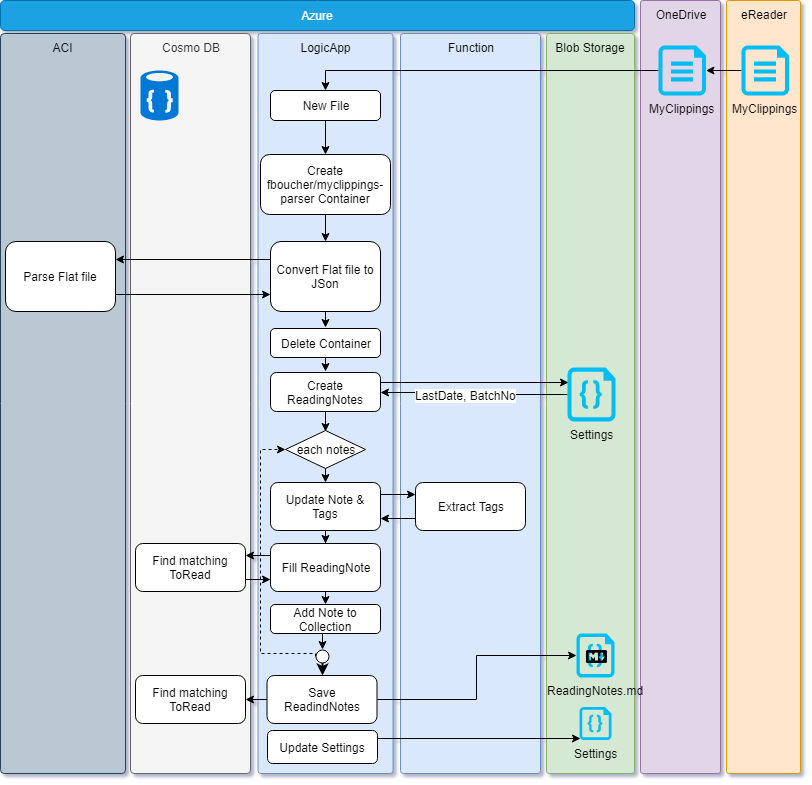 Azure
OneDrive
eReader
ACI
Cosmo DB
LogicApp
Function
Blob Storage
MyClippings
MyClippings
New File
Create
fboucher/myclippings-
parser Container
Parse Flat file
Convert Flat file to
JSon
Delete Container
Create
ReadingNotes
LastDate, BatchNo
Settings
each notes
Update Note &
Tags
Extract Tags
Find matching
ToRead
Fill ReadingNote
Add Note to
Collection
M
ReadingNotes.md
Find matching
ToRead
Save
ReadindNotes
Update Settings
Settings